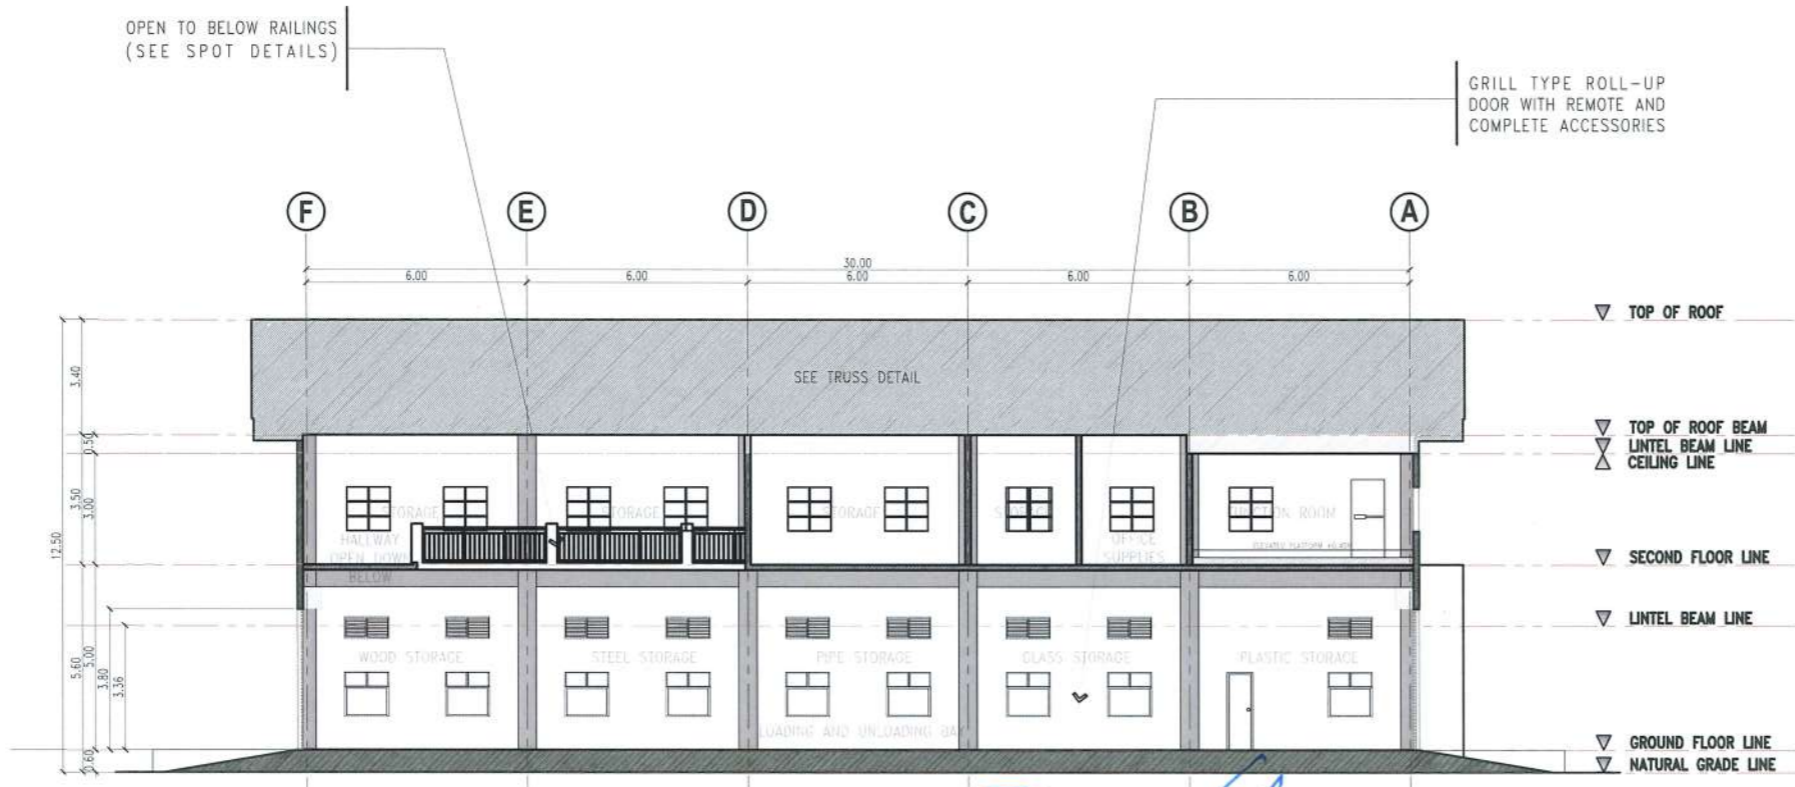 OPEN TO BELOW RAILINGS
(SEE SPOT DETAILS)
GRILL TYPE ROLL-UP
DOOR WITH REMOTE AND
COMPLETE ACCESSORIES
F E D C B A
30.00
6.00 6.00 6.00 6.00 6.00
TOP OF ROOF
3.40
SEE TRUSS DETAIL
TOP OF ROOF BEAM
0.50
LINTEL BEAM LINE
CEILING LINE
3.50
3.00
12.50
STORAGE STORAGE STORAGE STORAGE FUNCTION ROOM
HALLWAY
OPEN DOWN
BELOW
OFFICE
SUPPLIES
ELEVATED PLATFORM
SECOND FLOOR LINE
LINTEL BEAM LINE
5.60
5.00
3.80
3.36
WOOD STORAGE STEEL STORAGE PIPE STORAGE GLASS STORAGE PLASTIC STORAGE
LOADING AND UNLOADING BAY
GROUND FLOOR LINE
0.60
NATURAL GRADE LINE